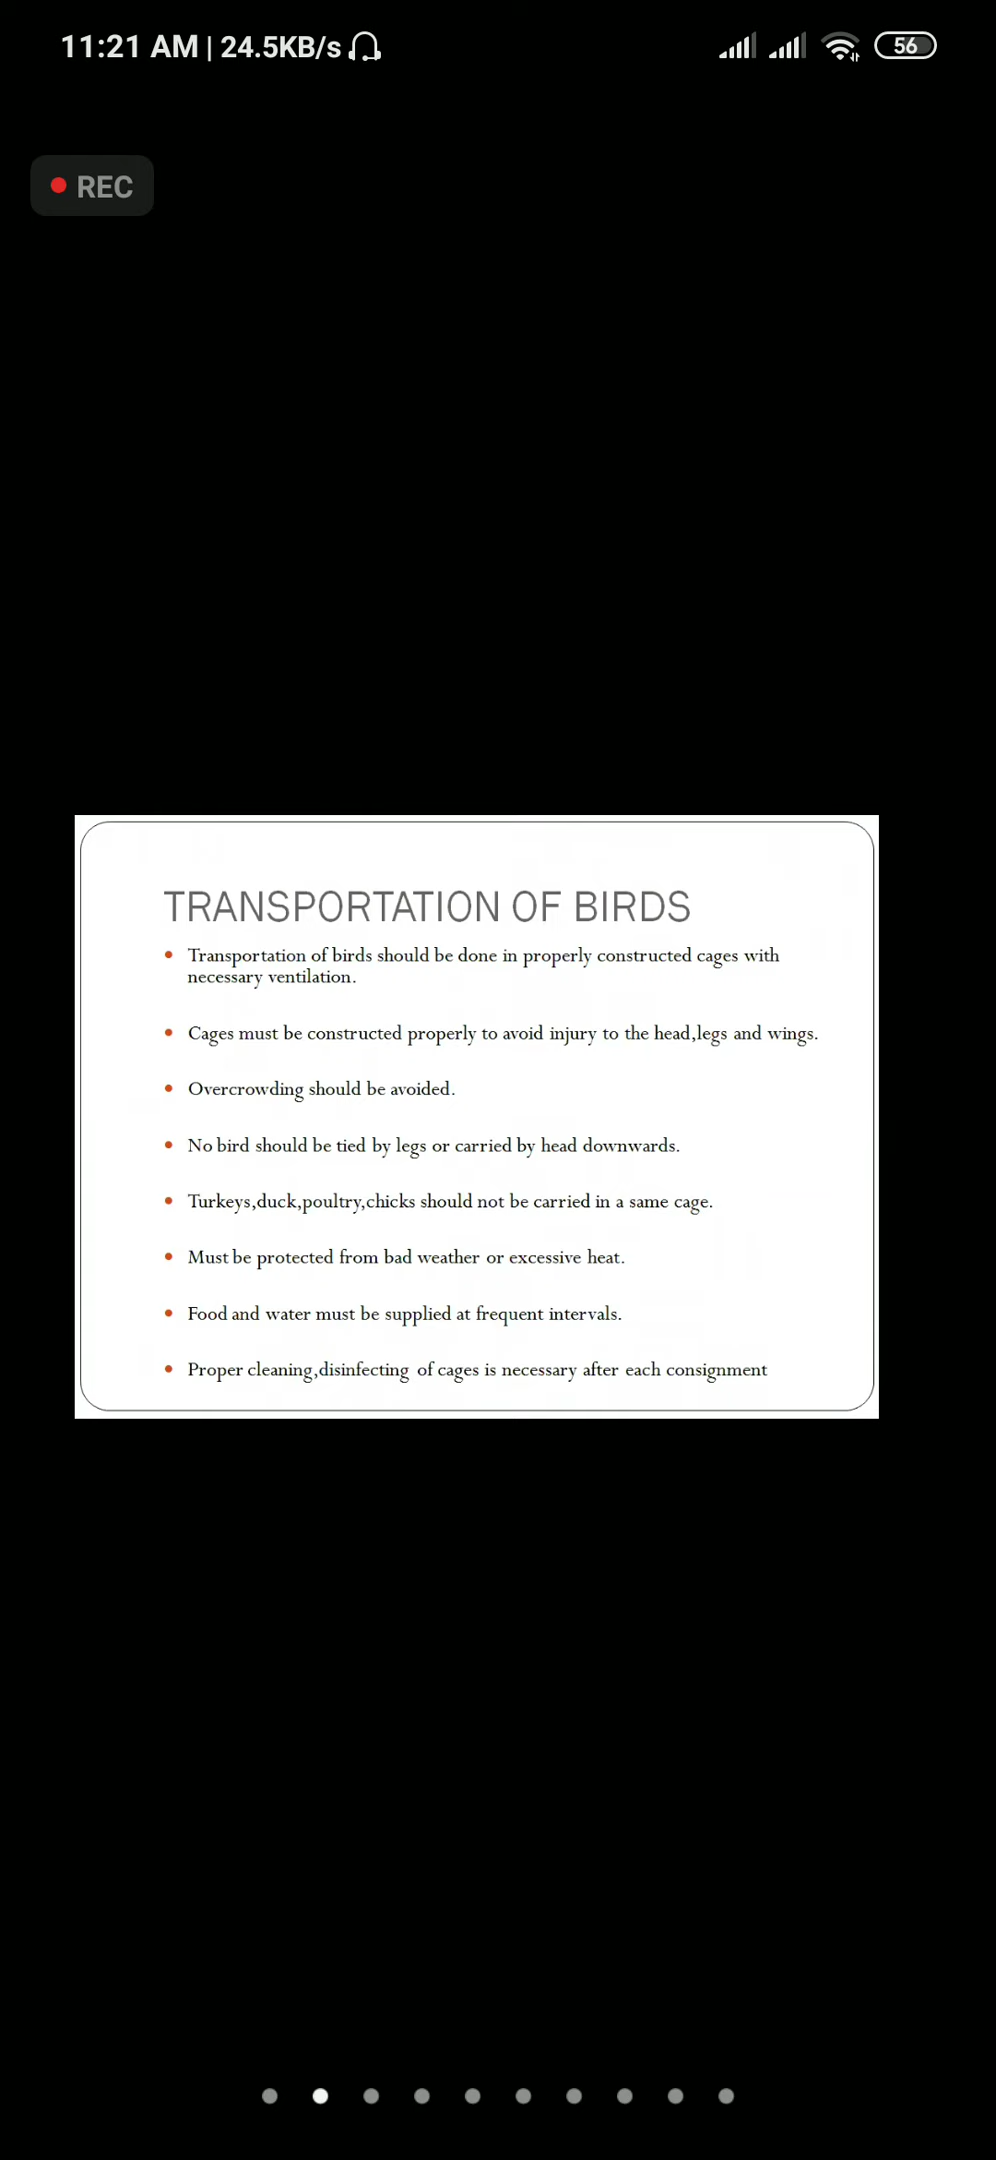 11:21 AM | 24.5KB/s 56
REC
TRANSPORTATION OF BIRDS
• Transportation of birds should be done in properly constructed cages with
necessary ventilation.
• Cages must be constructed properly to avoid injury to the head,legs and wings.
• Overcrowding should be avoided.
• No bird should be tied by legs or carried by head downwards.
• Turkeys,duck,poultry,chicks should not be carried in a same cage.
• Must be protected from bad weather or excessive heat.
• Food and water must be supplied at frequent intervals.
• Proper cleaning,disinfecting of cages is necessary after each consignment